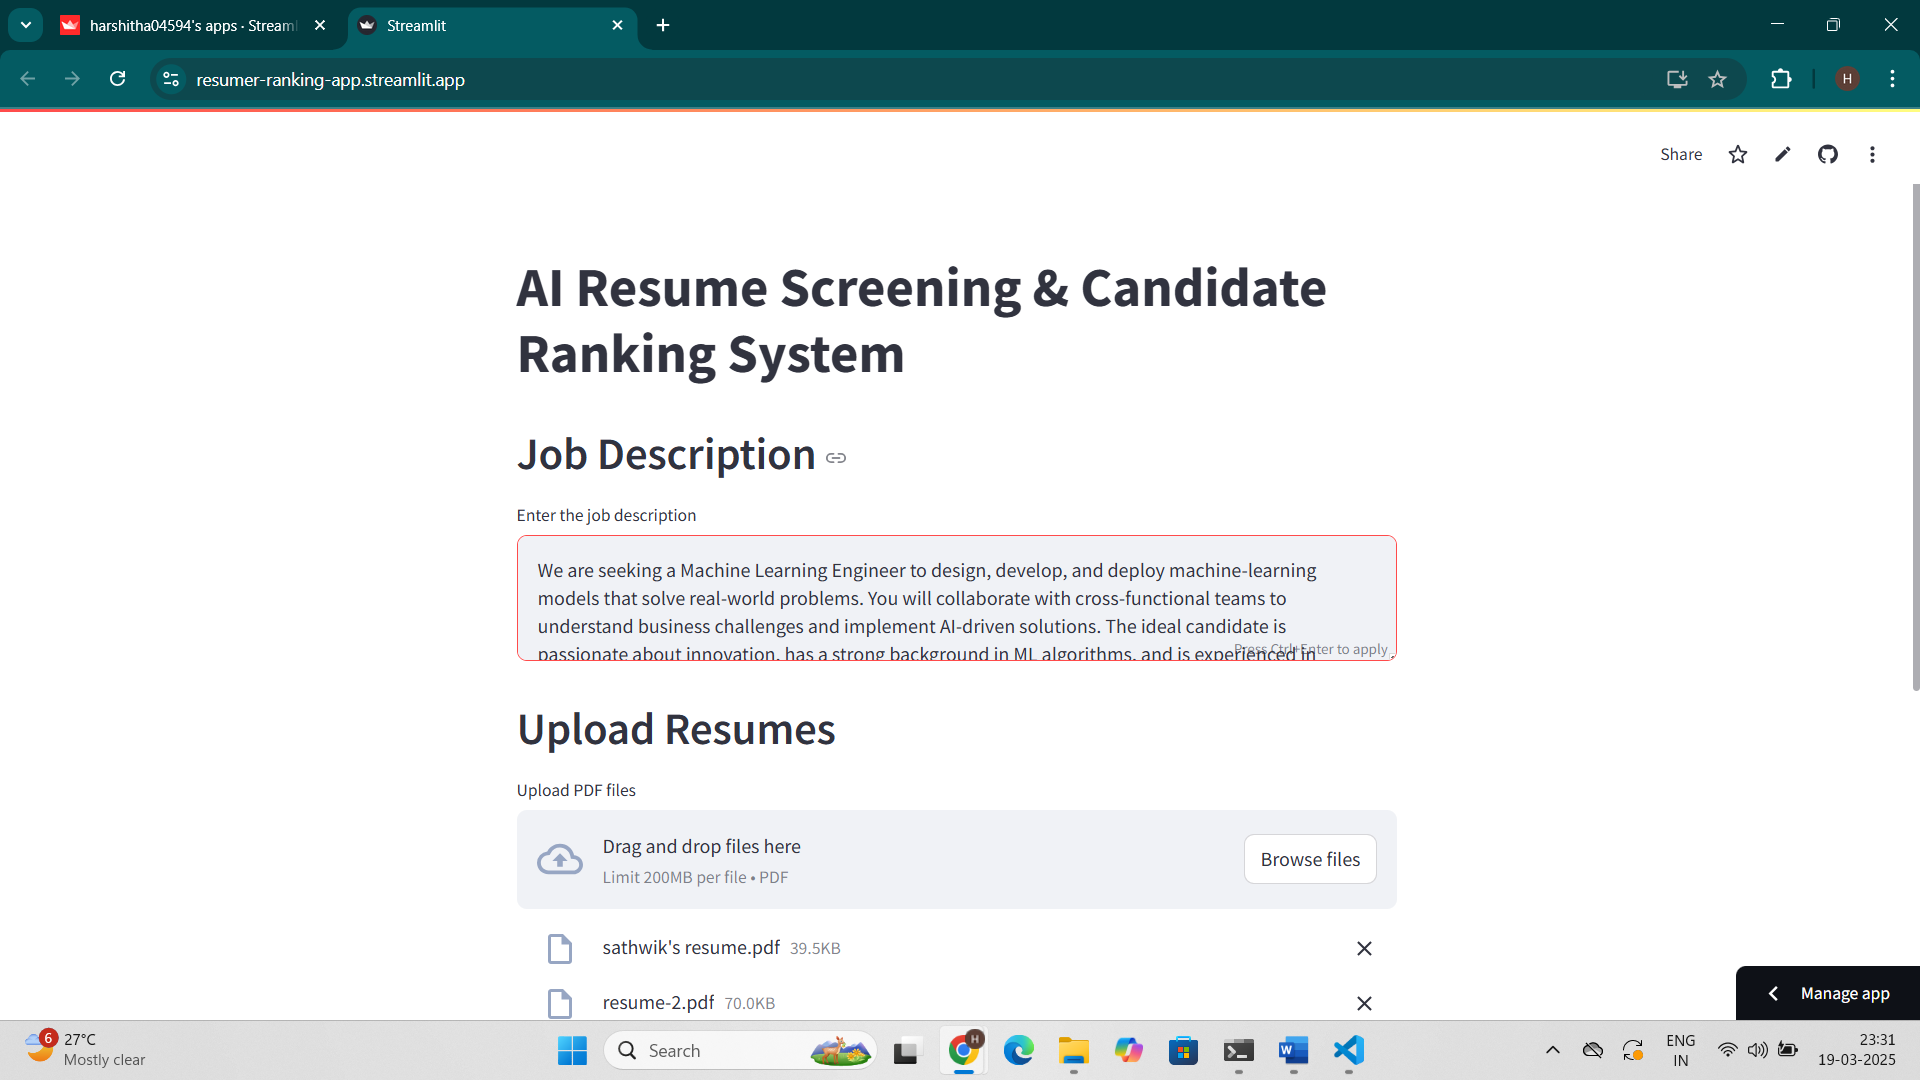 harshitha04594's apps · Stream
Streamlit
resumer-ranking-app.streamlit.app
H
Share
AI Resume Screening & Candidate
Ranking System
Job Description
Enter the job description
We are seeking a Machine Learning Engineer to design, develop, and deploy machine-learning
models that solve real-world problems. You will collaborate with cross-functional teams to
understand business challenges and implement AI-driven solutions. The ideal candidate is
passionate about innovation, has a strong background in ML algorithms, and is experienced in
Press Ctrl+Enter to apply
Upload Resumes
Upload PDF files
Drag and drop files here
Limit 200MB per file • PDF
Browse files
sathwik's resume.pdf 39.5KB
resume-2.pdf 70.0KB
Manage app
6
27°C
Mostly clear
Search
H
ENG
IN
23:31
19-03-2025